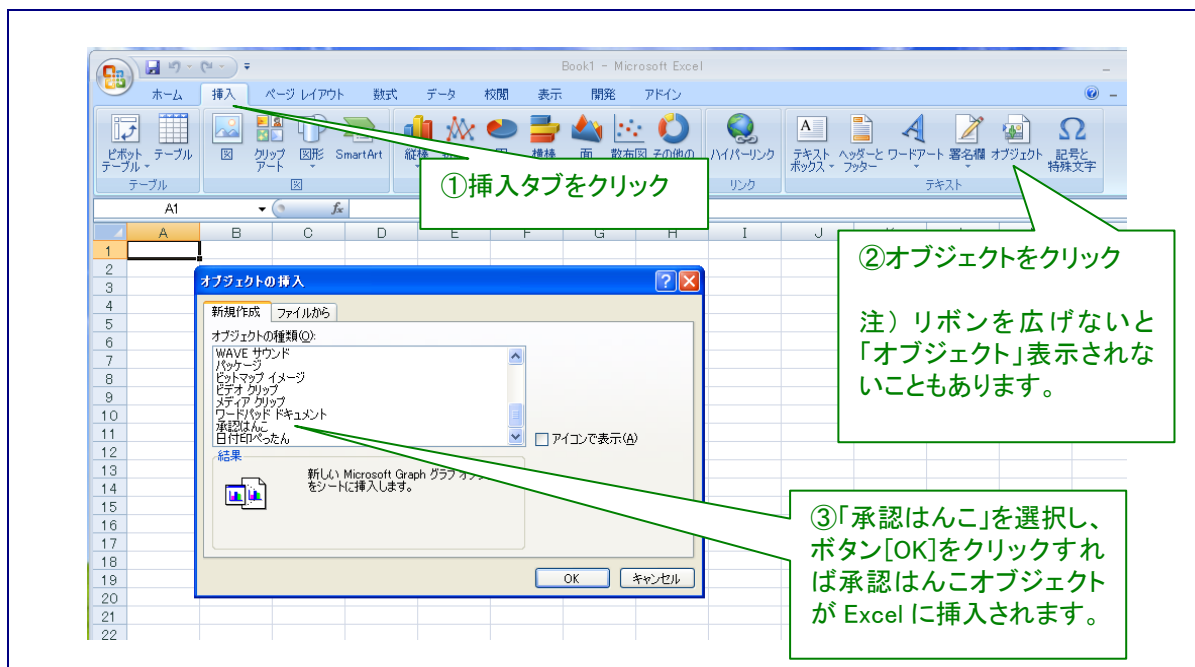 Book1 - Microsoft Excel
ホーム 挿入 ページ レイアウト 数式 データ 校閲 表示 開発 アドイン
ピボット
テーブル
テーブル
図
クリップ
アート
図形
SmartArt
面
その他の
ハイパーリンク
テキスト
ボックス
ヘッダーと
フッター
ワードアート
署名欄
オブジェクト
記号と
特殊文字
テーブル 図 リンク テキスト
①挿入タブをクリック
A1 fx
A B C D E F G H I J
1
2
3
4
5
6
7
8
9
10
11
12
13
14
15
16
17
18
19
20
21
22
②オブジェクトをクリック
注)リボンを広げないと
「オブジェクト」表示されな
いこともあります。
オブジェクトの挿入
新規作成 ファイルから
オブジェクトの種類(O):
WAVE サウンド
パッケージ
ビットマップ イメージ
ビデオ クリップ
メディア クリップ
ワードパッド ドキュメント
承認はんこ
日付印ぺったん
アイコンで表示(A)
結果
新しい Microsoft Graph グラフ
をシートに挿入します。
OK キャンセル
③「承認はんこ」を選択し、
ボタン[OK]をクリックすれ
ば承認はんこオブジェクト
が Excel に挿入されます。